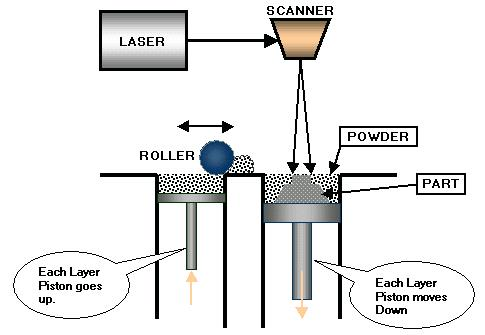 SCANNER
LASER
POWDER
ROLLER
PART
Each Layer
Piston goes
up.
Each Layer
Piston moves
Down